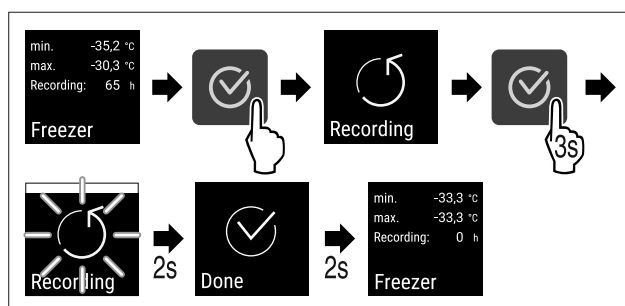 min. -35,2 °C
max. -30,3 °C
Recording: 65 h
Freezer
Recording
3s
Recording
2s
Done
2s
min. -33,3 °C
max. -33,3 °C
Recording: 0 h
Freezer